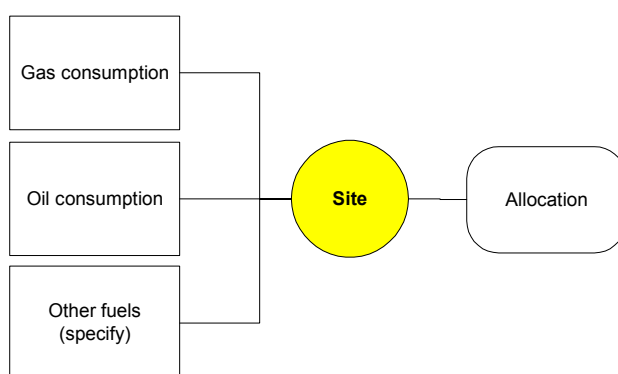 Gas consumption
Oil consumption
Site
Allocation
Other fuels
(specify)